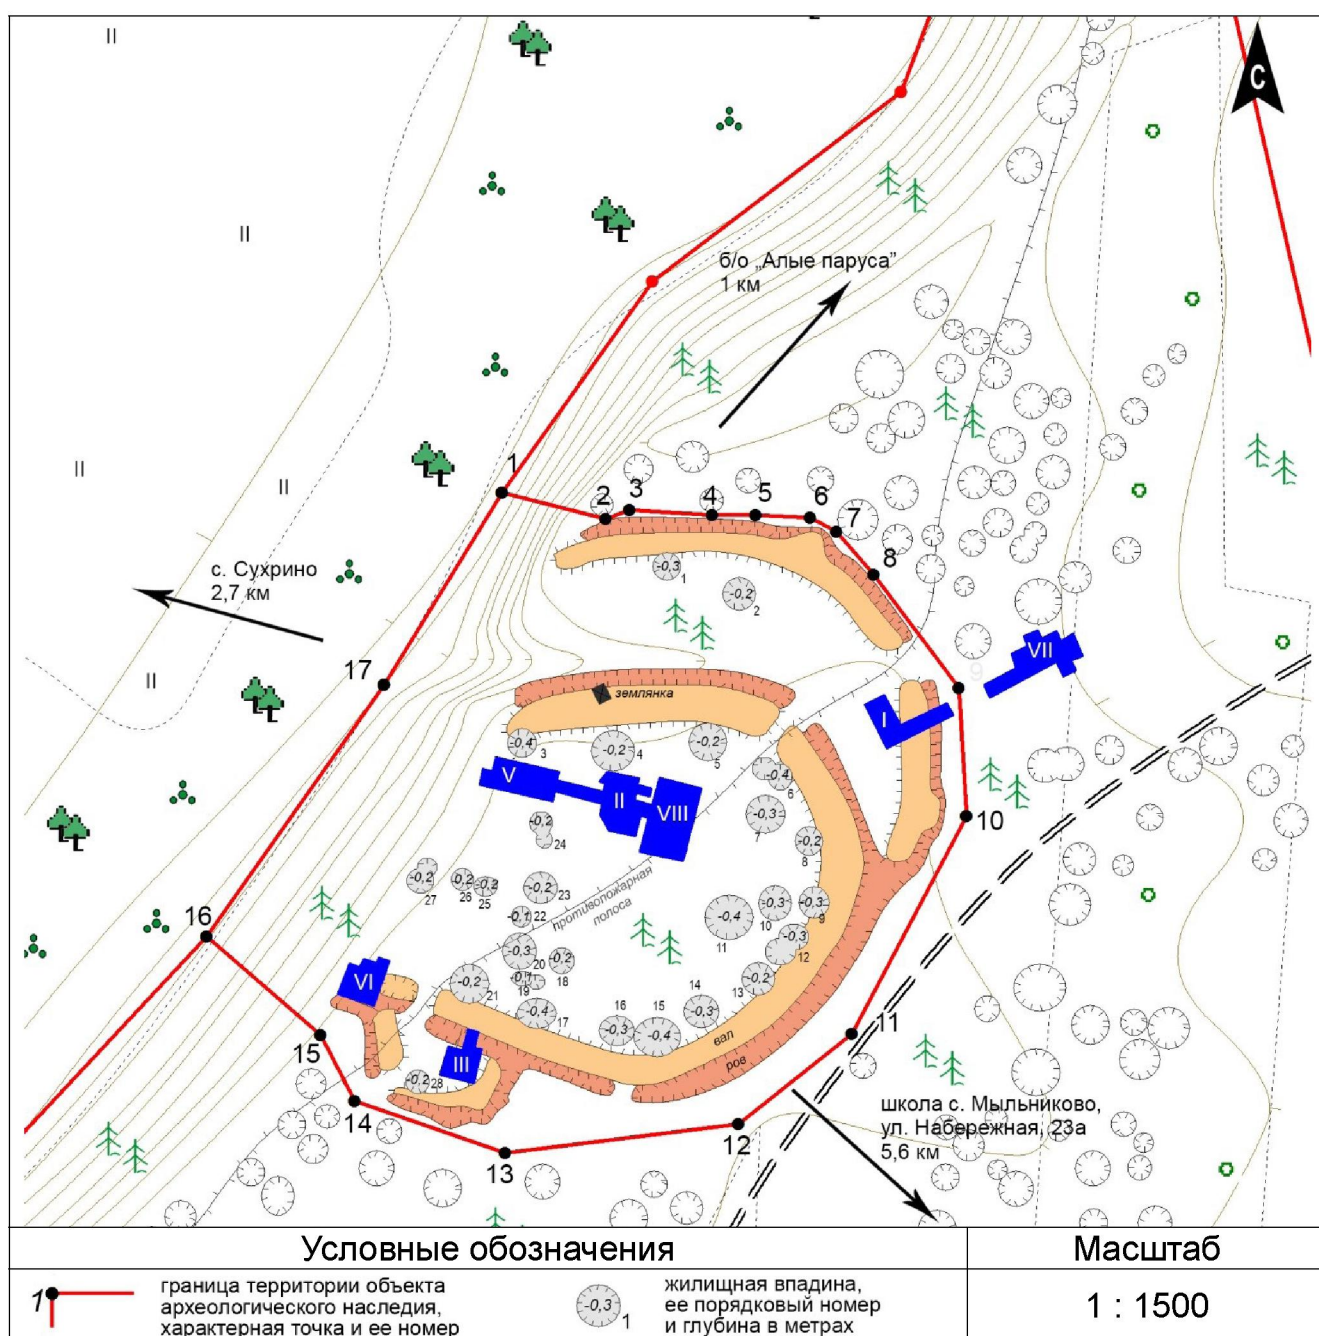 II
С
II
б/о „Алые паруса”
1 км
II
II
1
2
3
4
5
6
7
8
-0,3
1
-0,2
2
с. Сухрино
2,7 км
17
II
VII
9
землянка
I
-0,4
3
-0,2
4
-0,2
5
-0,4
6
V
II
VIII
-0,3
7
10
-0,2
24
-0,2
8
-0,2
27
-0,2
26
-0,2
25
-0,2
23
противопожарная
полоса
-0,1
22
-0,4
11
-0,3
10
-0,3
9
16
-0,3
20
-0,2
18
-0,3
12
VI
-0,2
21
-0,1
19
-0,2
13
-0,4
17
-0,3
16
-0,4
15
-0,2
14
11
вал
ров
15
III
-0,2
28
14
13
12
школа с. Мыльниково,
ул. Набережная, 23а
5,6 км
Условные обозначения
Масштаб
1
граница территории объекта
археологического наследия,
характерная точка и ее номер
-0,3
1
жилищная впадина,
ее порядковый номер
и глубина в метрах
1 : 1500